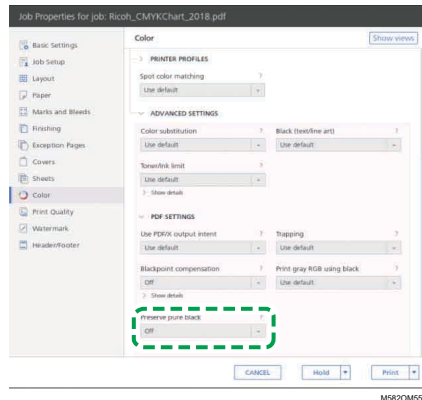 Job Properties for job: Ricoh_CMYKChart_2018.pdf
Basic Settings
Job Setup
Layout
Paper
Marks and Bleeds
Finishing
Exception Pages
Covers
Sheets
Color
Print Quality
Watermark
Header/Footer
Color
Show views
PRINTER PROFILES
Spot color matching ?
Use default
ADVANCED SETTINGS
Color substitution ? Black (text/line art) ?
Use default Use default
Toner/Ink limit ?
Use default
Show details
PDF SETTINGS
Use PDF/X output intent ? Trapping ?
Use default Use default
Blackpoint compensation ? Print gray RGB using black ?
Off Use default
Show details
Preserve pure black ?
Off
CANCEL Hold Print
M582OM55